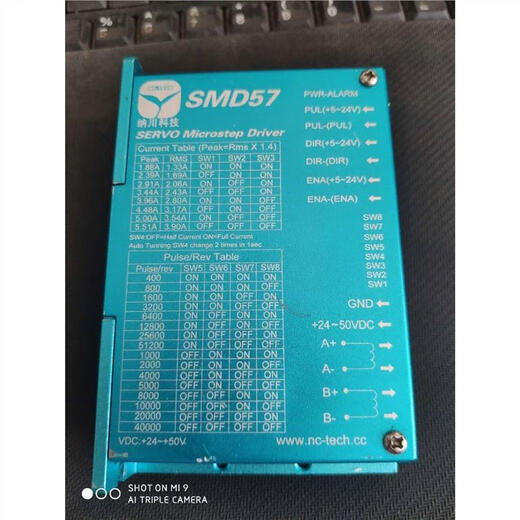 纳川科技
SMD57
SERVO Microstep Driver
Current Table (Peak=Rms X 1.4)
Peak RMS SW1 SW2 SW3
1.88A 1.33A ON ON ON
2.39A 1.69A OFF ON ON
2.91A 2.06A ON OFF ON
3.44A 2.43A OFF OFF ON
3.96A 2.80A ON ON OFF
4.48A 3.17A OFF ON OFF
5.00A 3.54A ON OFF OFF
5.51A 3.90A OFF OFF OFF
SW4:OFF=Half Current ON=Full Current
Auto Tunning SW4 change 2 times in 1sec
Pulse/Rev Table
Pulse/rev SW5 SW6 SW7 SW8
400 ON ON ON ON
800 ON ON ON OFF
1600 ON ON OFF ON
3200 ON ON OFF OFF
6400 ON OFF ON ON
12800 ON OFF ON OFF
25600 ON OFF OFF ON
51200 ON OFF OFF OFF
1000 OFF ON ON ON
2000 OFF ON ON OFF
4000 OFF ON OFF ON
5000 OFF ON OFF OFF
8000 OFF OFF ON ON
10000 OFF OFF ON OFF
20000 OFF OFF OFF ON
40000 OFF OFF OFF OFF
VDC:+24~+50V
PWR-ALARM
PUL(+5~24V)
PUL-(PUL)
DIR(+5~24V)
DIR-(DIR)
ENA(+5~24V)
ENA-(ENA)
SW8
SW7
SW6
SW5
SW4
SW3
SW2
SW1
GND
+24~50VDC
A+
A-
B+
B-
www.nc-tech.cc
SHOT ON MI 9
AI TRIPLE CAMERA